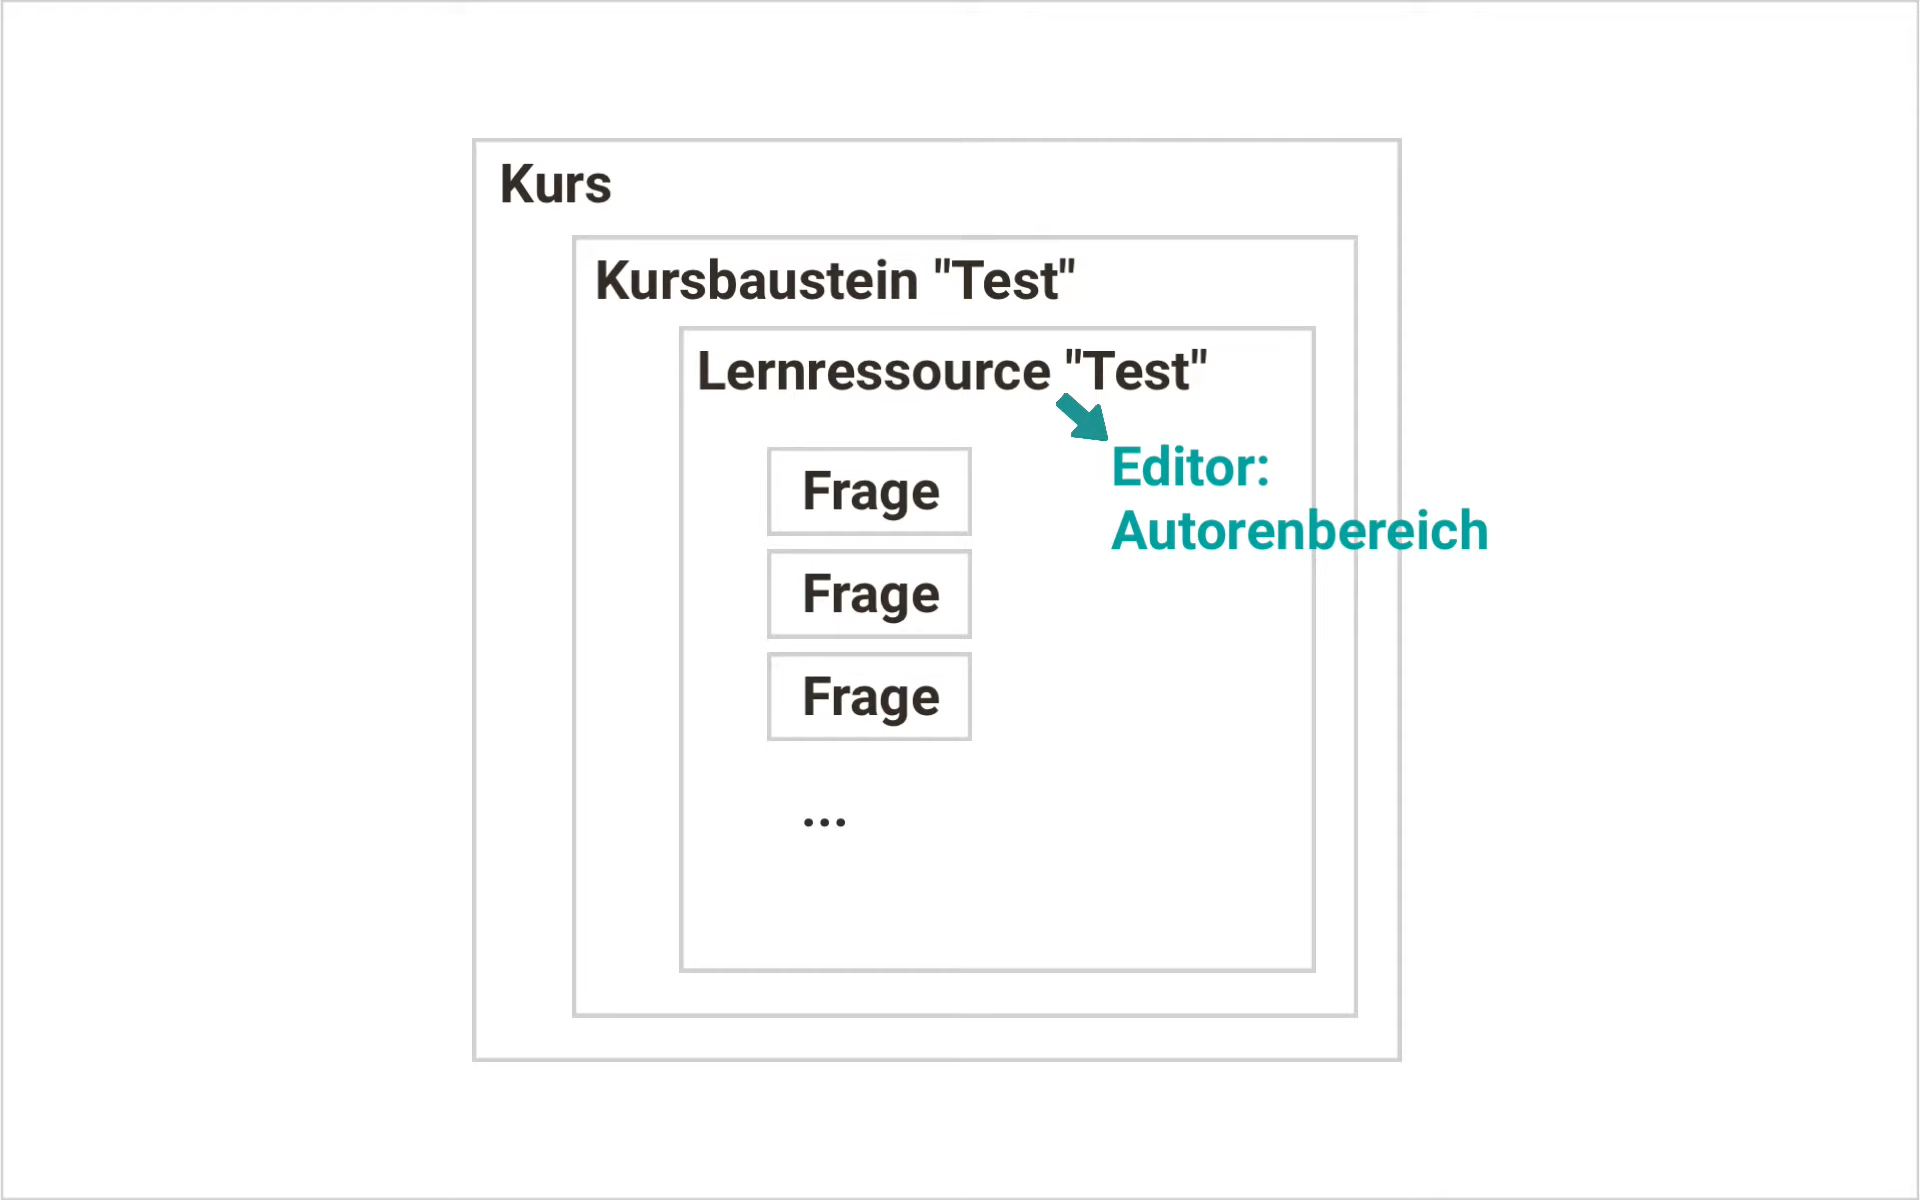 Kurs
Kursbaustein "Test"
Lernressource "Test"
Editor:
Autorenbereich
Frage
Frage
Frage
...